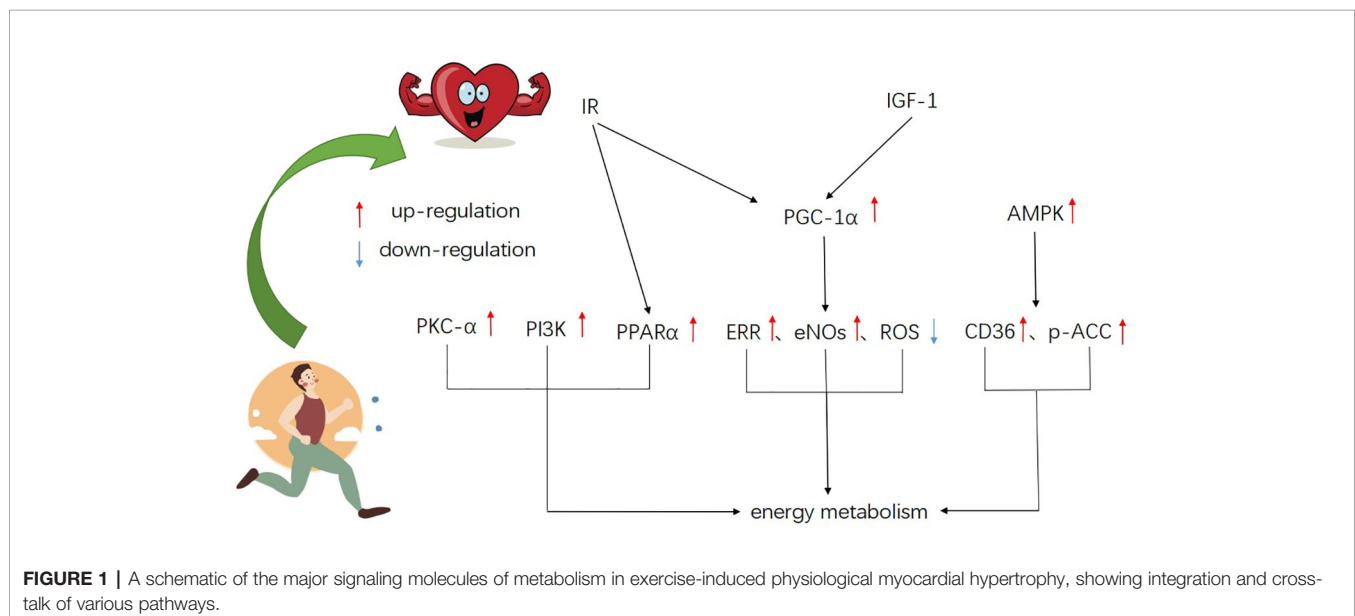 IR
IGF-1
up-regulation
down-regulation
PGC-1α
AMPK
PKC-α PI3K PPARα ERR、eNOs、ROS CD36、p-ACC
energy metabolism
FIGURE 1 | A schematic of the major signaling molecules of metabolism in exercise-induced physiological myocardial hypertrophy, showing integration and cross-
talk of various pathways.